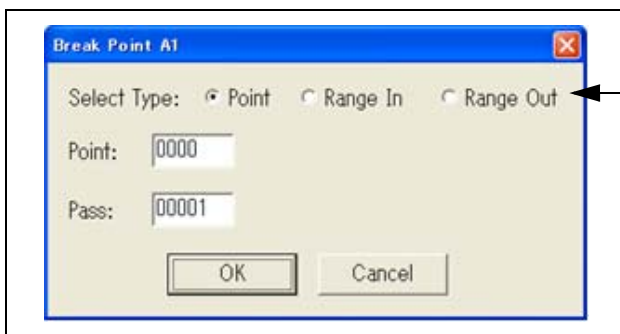 Break Point A1
Select Type: Point Range In Range Out
Point: 0000
Pass: 00001
OK Cancel